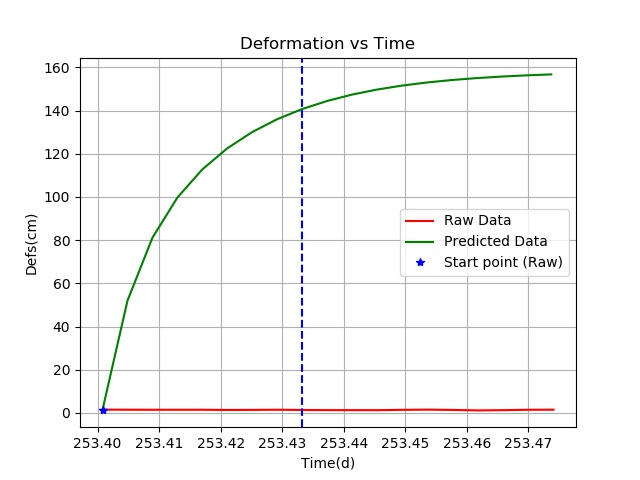 Deformation vs Time
160
140
120
100
80
60
40
20
0
Defs(cm)
Raw Data
Predicted Data
Start point (Raw)
253.40 253.41 253.42 253.43 253.44 253.45 253.46 253.47
Time(d)